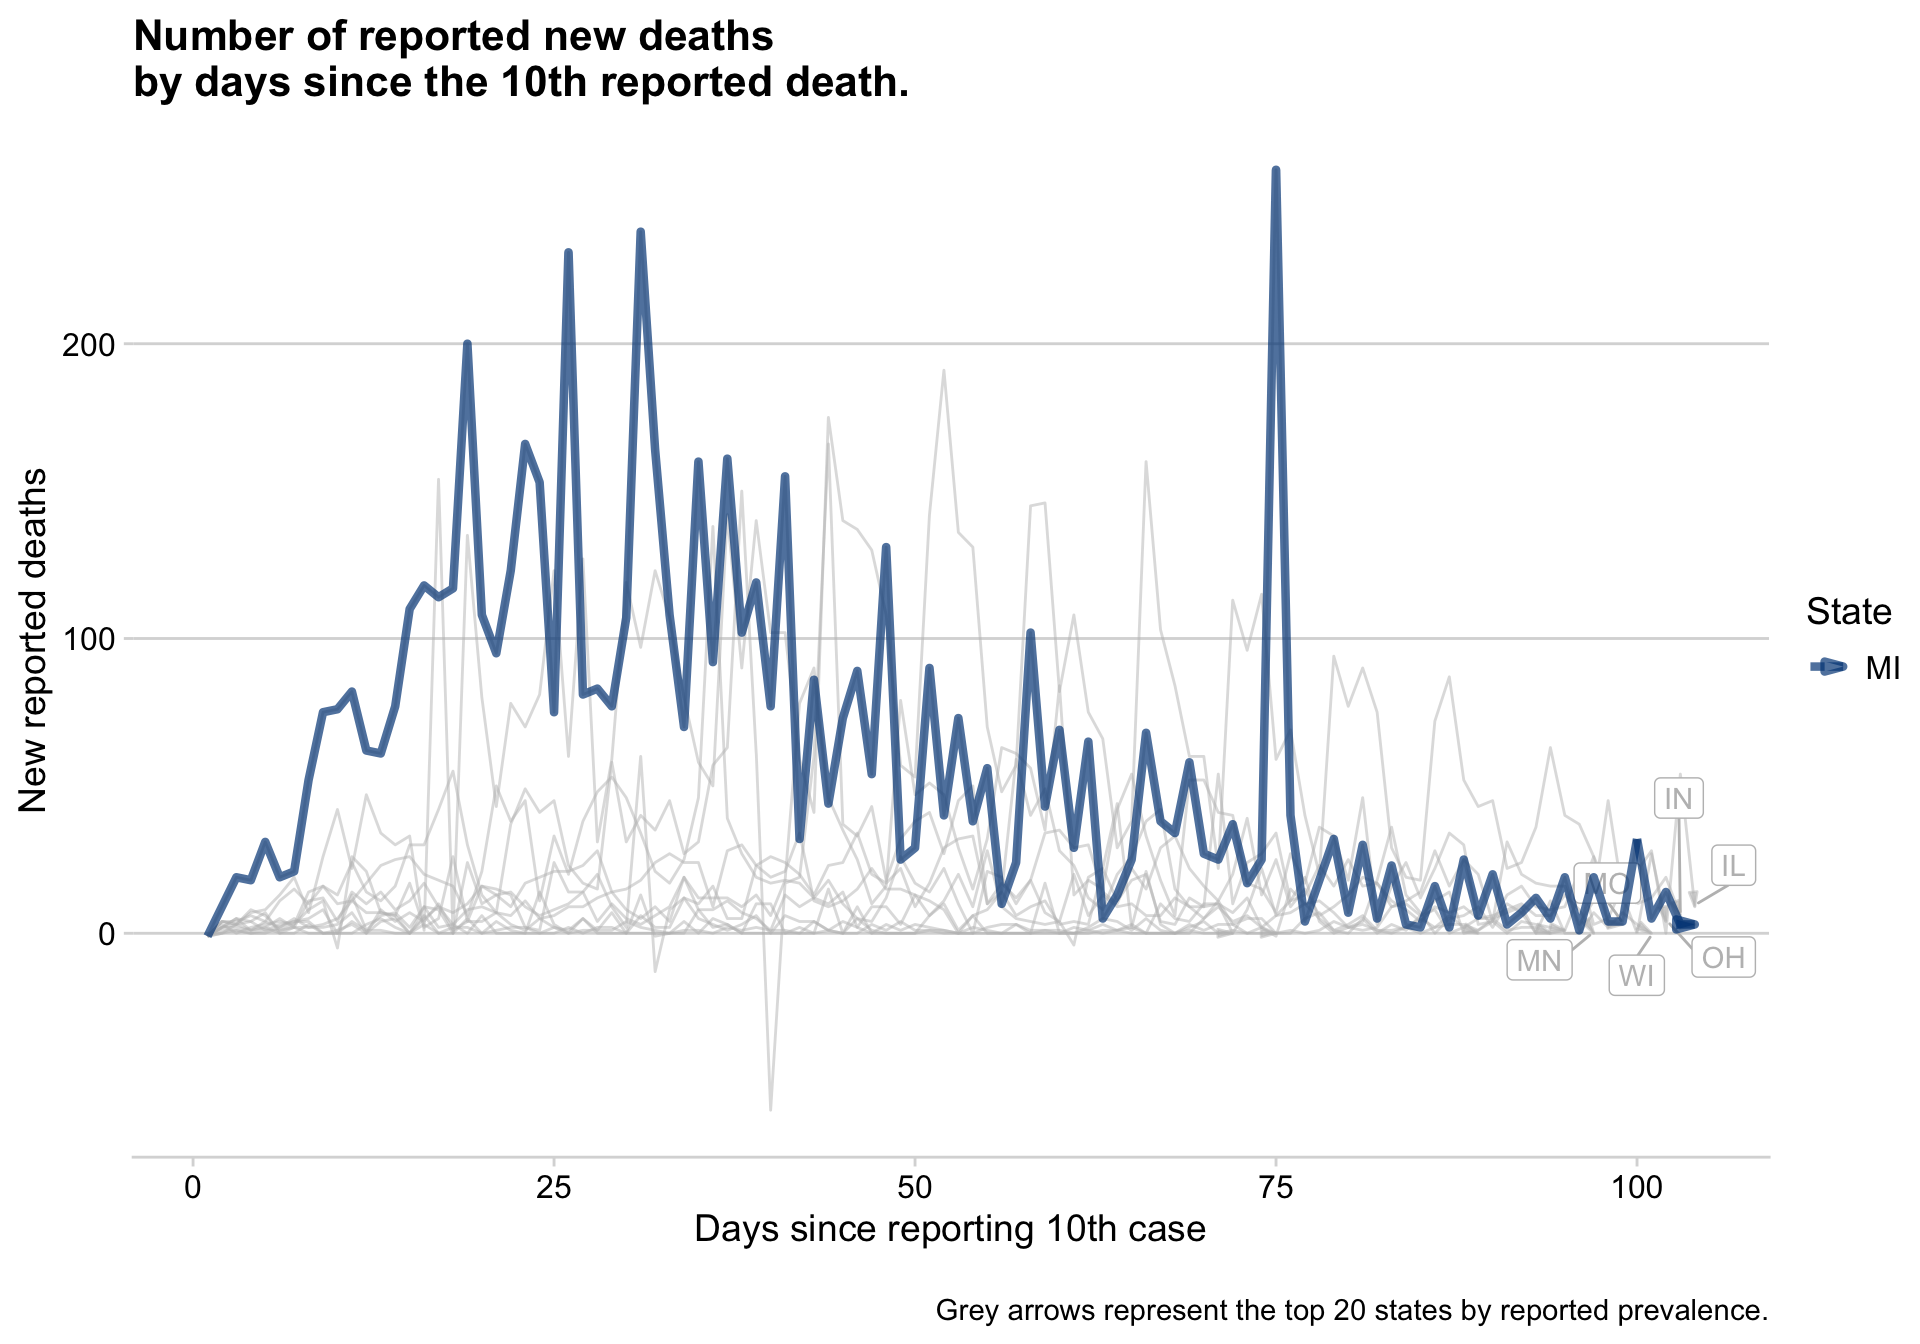 Number of reported new deaths
by days since the 10th reported death.
New reported deaths
200
100
0
0
25
50
75
100
Days since reporting 10th case
IN
IL
MO
MN
WI
OH
State
MI
Grey arrows represent the top 20 states by reported prevalence.